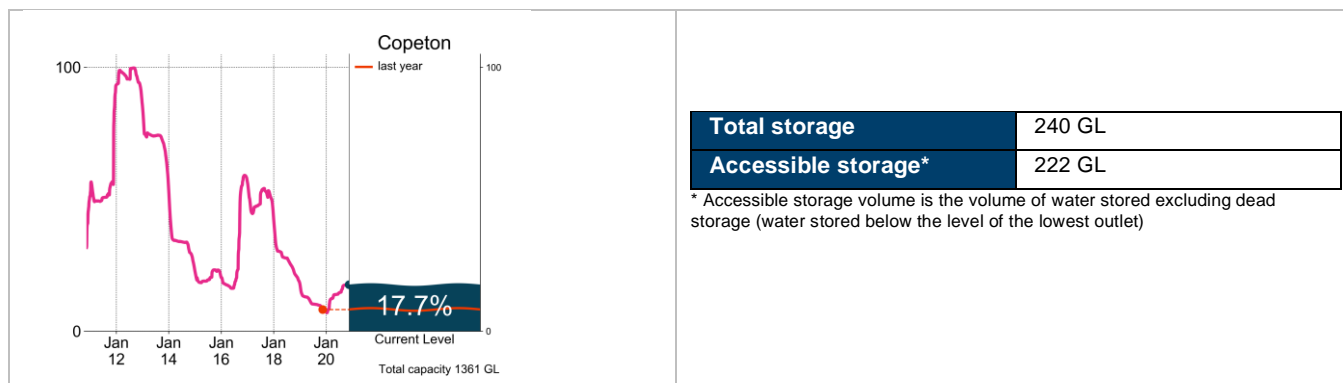 Copeton
last year
100
100
17.7%
0
0
Jan
12
Jan
14
Jan
16
Jan
18
Jan
20
Current Level
Total capacity 1361 GL
Total storage 240 GL
Accessible storage* 222 GL
* Accessible storage volume is the volume of water stored excluding dead
storage (water stored below the level of the lowest outlet)